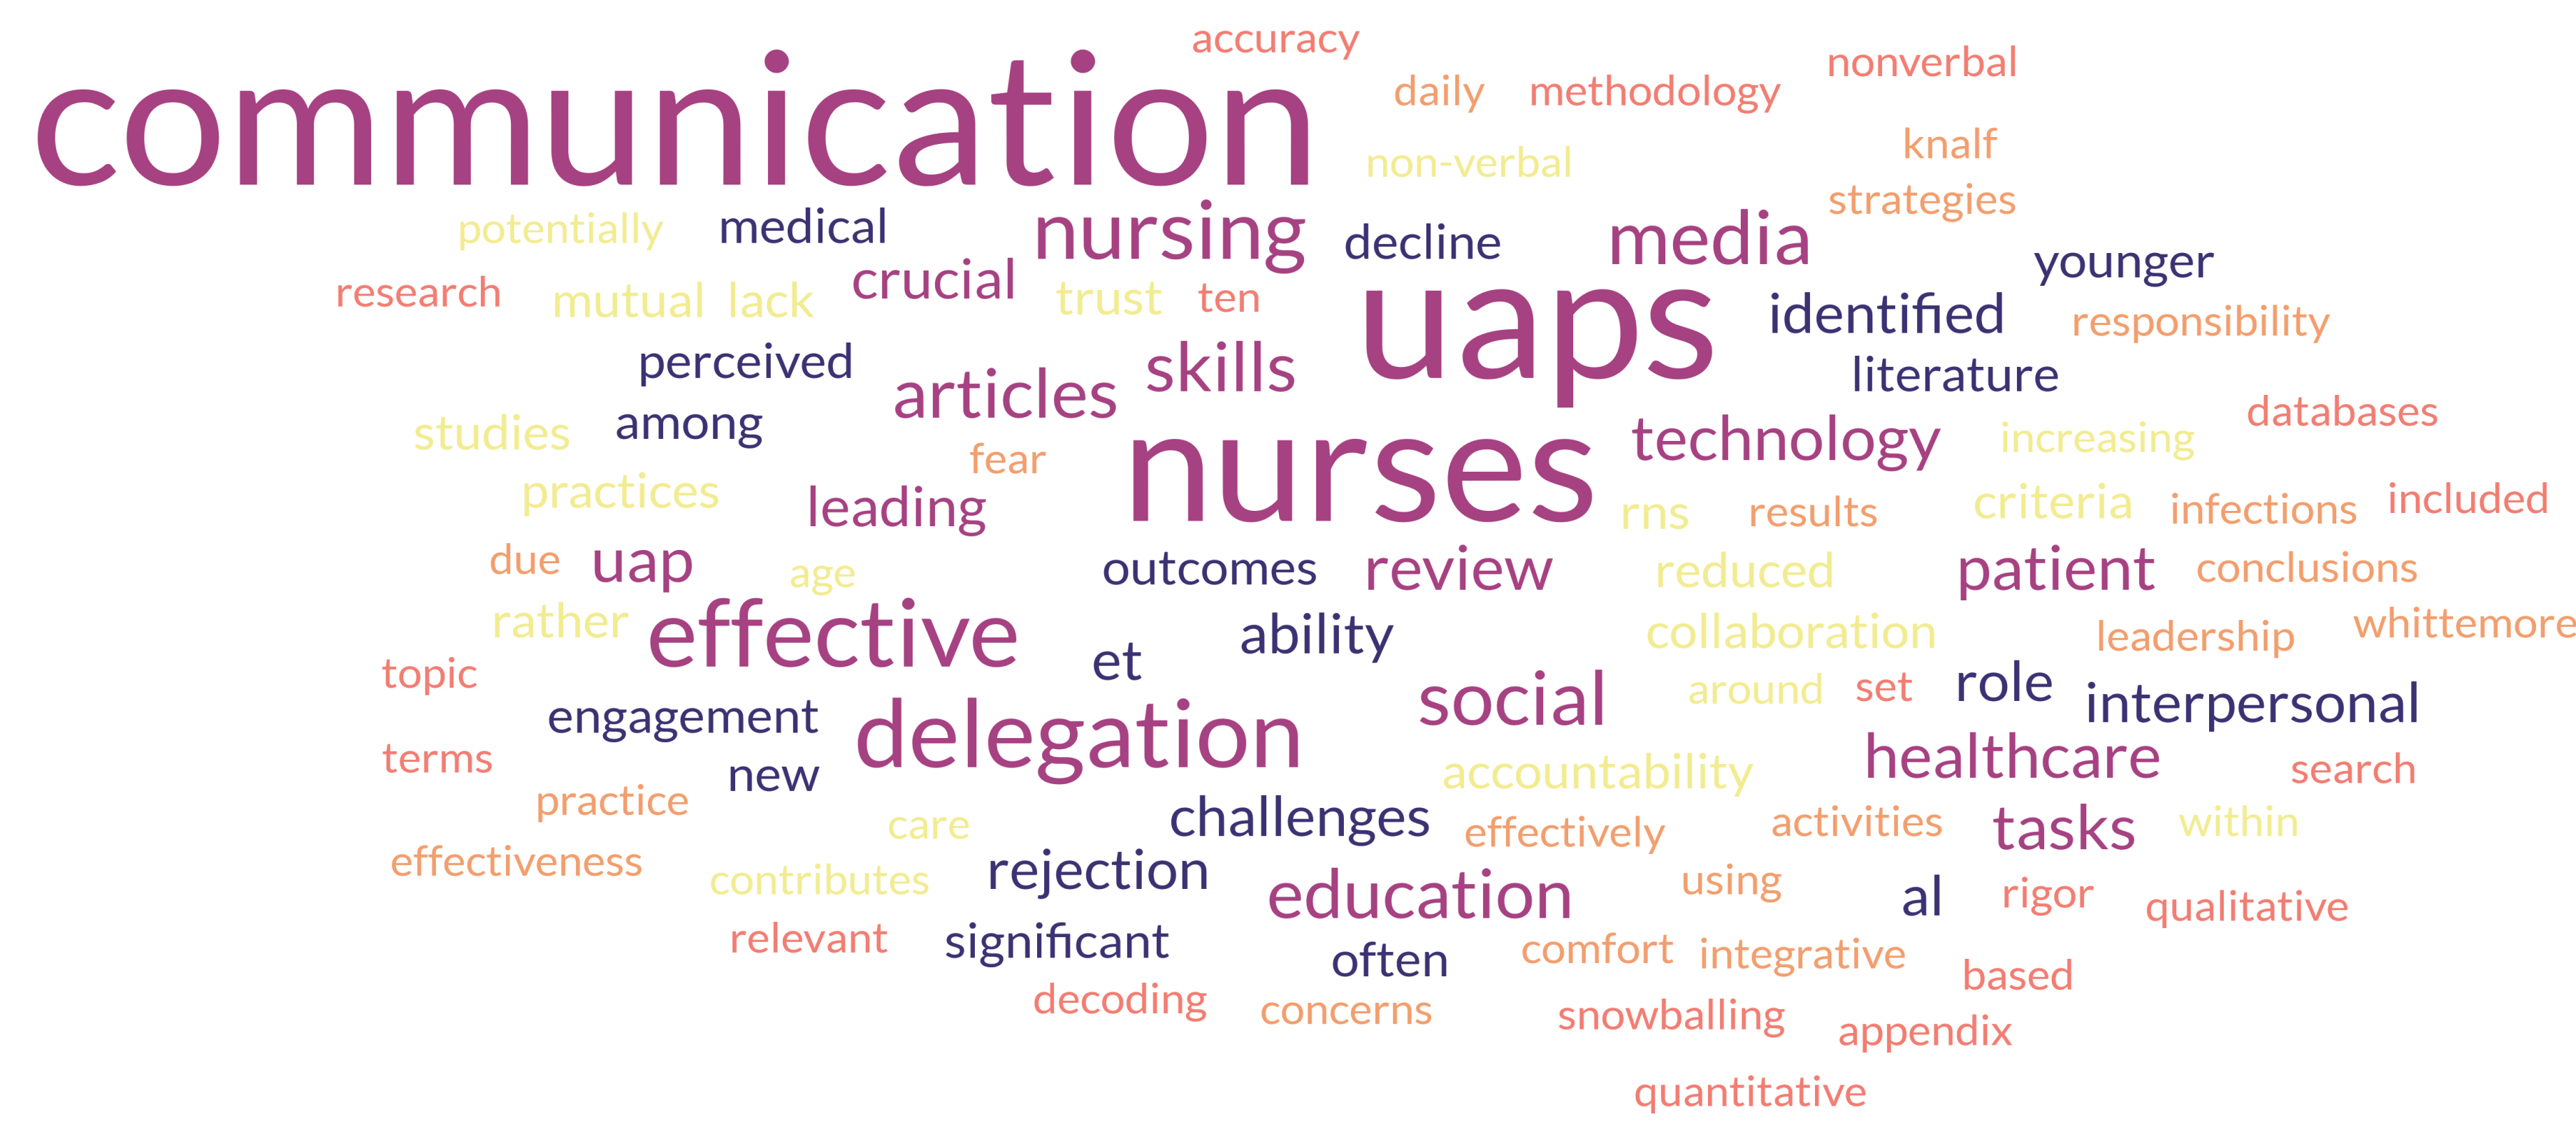 accuracy
communication
nonverbal
daily methodology
knalf
non-verbal
strategies
potentially medical nursing decline media
younger
research mutual lack crucial trust ten
uaps identified responsibility
perceived skills literature
articles
studies among databases
fear nurses technology increasing
practices leading rns results criteria infections included
due uap age outcomes review reduced patient conclusions
rather effective et ability collaboration leadership whittemore
topic
engagement delegation social around set role interpersonal
terms new accountability healthcare search
practice care challenges effectively activities tasks within
effectiveness contributes rejection education using al rigor qualitative
relevant significant often comfort integrative based
decoding concerns snowballing appendix
quantitative